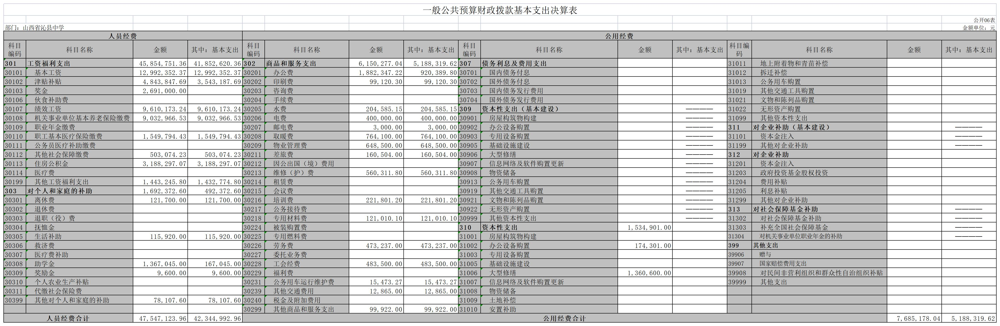 一般公共预算财政拨款基本支出决算表
公开06表
部门：山西省沁县中学 金额单位：元
人员经费 公用经费
科目编码 科目名称 金额 其中：基本支出 科目编码 科目名称 金额 其中：基本支出 科目编码 科目名称 金额 其中：基本支出 科目编码 科目名称 金额 其中：基本支出
301 工资福利支出 45,854,751.36 41,852,620.36 302 商品和服务支出 6,150,277.04 5,188,319.62 307 债务利息及费用支出 31011 地上附着物和青苗补偿
30101 基本工资 12,992,352.37 12,992,352.37 30201 办公费 1,882,347.22 920,389.80 30701 国内债务付息 31012 拆迁补偿
30102 津贴补贴 4,843,847.69 3,543,187.69 30202 印刷费 99,120.30 99,120.30 30702 国外债务付息 31013 公务用车购置
30103 奖金 2,691,000.00 30203 咨询费 30703 国内债务发行费用 31019 其他交通工具购置
30106 伙食补助费 30204 手续费 30704 国外债务发行费用 31021 文物和陈列品购置
30107 绩效工资 9,610,173.24 9,610,173.24 30205 水费 204,585.15 204,585.15 309 资本性支出（基本建设） ———— 31022 无形资产购置
30108 机关事业单位基本养老保险缴费 9,032,966.53 9,032,966.53 30206 电费 400,000.00 400,000.00 30901 房屋构筑物构建 ———— 31099 其他资本性支出
30109 职业年金缴费 30207 邮电费 3,000.00 3,000.00 30902 办公设备购置 ———— 311 对企业补助（基本建设） ————
30110 职工基本医疗保险缴费 1,549,794.43 1,549,794.43 30208 取暖费 764,100.00 764,100.00 30903 专用设备购置 ———— 31101 资本金注入 ————
30111 公务员医疗补助缴费 30209 物业管理费 648,500.00 648,500.00 30905 基础设施建设 ———— 31199 其他对企业补助 ————
30112 其他社会保障缴费 503,074.23 503,074.23 30211 差旅费 160,504.00 160,504.00 30906 大型修缮 ———— 312 对企业补助
30113 住房公积金 3,188,297.07 3,188,297.07 30212 因公出国（境）费用 30907 信息网络及软件购置更新 ———— 31201 资本金注入
30114 医疗费 30213 维修（护）费 560,311.80 560,311.80 30908 物资储备 ———— 31203 政府投资基金股权投资
30199 其他工资福利支出 1,443,245.80 1,432,774.80 30214 租赁费 30913 公务用车购置 ———— 31204 费用补贴
303 对个人和家庭的补助 1,692,372.60 492,372.60 30215 会议费 30919 其他交通工具购置 ———— 31205 利息补贴
30301 离休费 121,700.00 121,700.00 30216 培训费 221,801.20 221,801.20 30921 文物和陈列品购置 ———— 31299 其他对企业补助
30302 退休费 30217 公务接待费 30922 无形资产购置 ———— 313 对社会保障基金补助 ————
30303 退职（役）费 30218 专用材料费 121,010.10 121,010.10 30999 其他资本性支出 ———— 31302 对社会保障基金补助 ————
30304 抚恤金 30224 被装购置费 310 资本性支出 1,534,901.00 31303 补充全国社会保障基金 ————
30305 生活补助 115,920.00 115,920.00 30225 专用燃料费 31001 房屋构筑物构建 31304 对机关事业单位职业年金的补助 ————
30306 救济费 30226 劳务费 473,237.00 473,237.00 31002 办公设备购置 174,301.00 399 其他支出
30307 医疗费补助 30227 委托业务费 31003 专用设备购置 39906 赠与
30308 助学金 1,367,045.00 167,045.00 30228 工会经费 483,500.00 483,500.00 31005 基础设施建设 39907 国家赔偿费用支出
30309 奖励金 9,600.00 9,600.00 30229 福利费 31006 大型修缮 1,360,600.00 39908 对民间非营利组织和群众性自治组织补贴
30310 个人农业生产补贴 30231 公务用车运行维护费 15,473.27 15,473.27 31007 信息网络及软件购置更新 39999 其他支出
30311 代缴社会保险费 30239 其他交通费用 12,865.00 12,865.00 31008 物资储备
30399 其他对个人和家庭的补助 78,107.60 78,107.60 30240 税金及附加费用 31009 土地补偿
30299 其他商品和服务支出 99,922.00 99,922.00 31010 安置补助
人员经费合计 47,547,123.96 42,344,992.96 公用经费合计 7,685,178.04 5,188,319.62